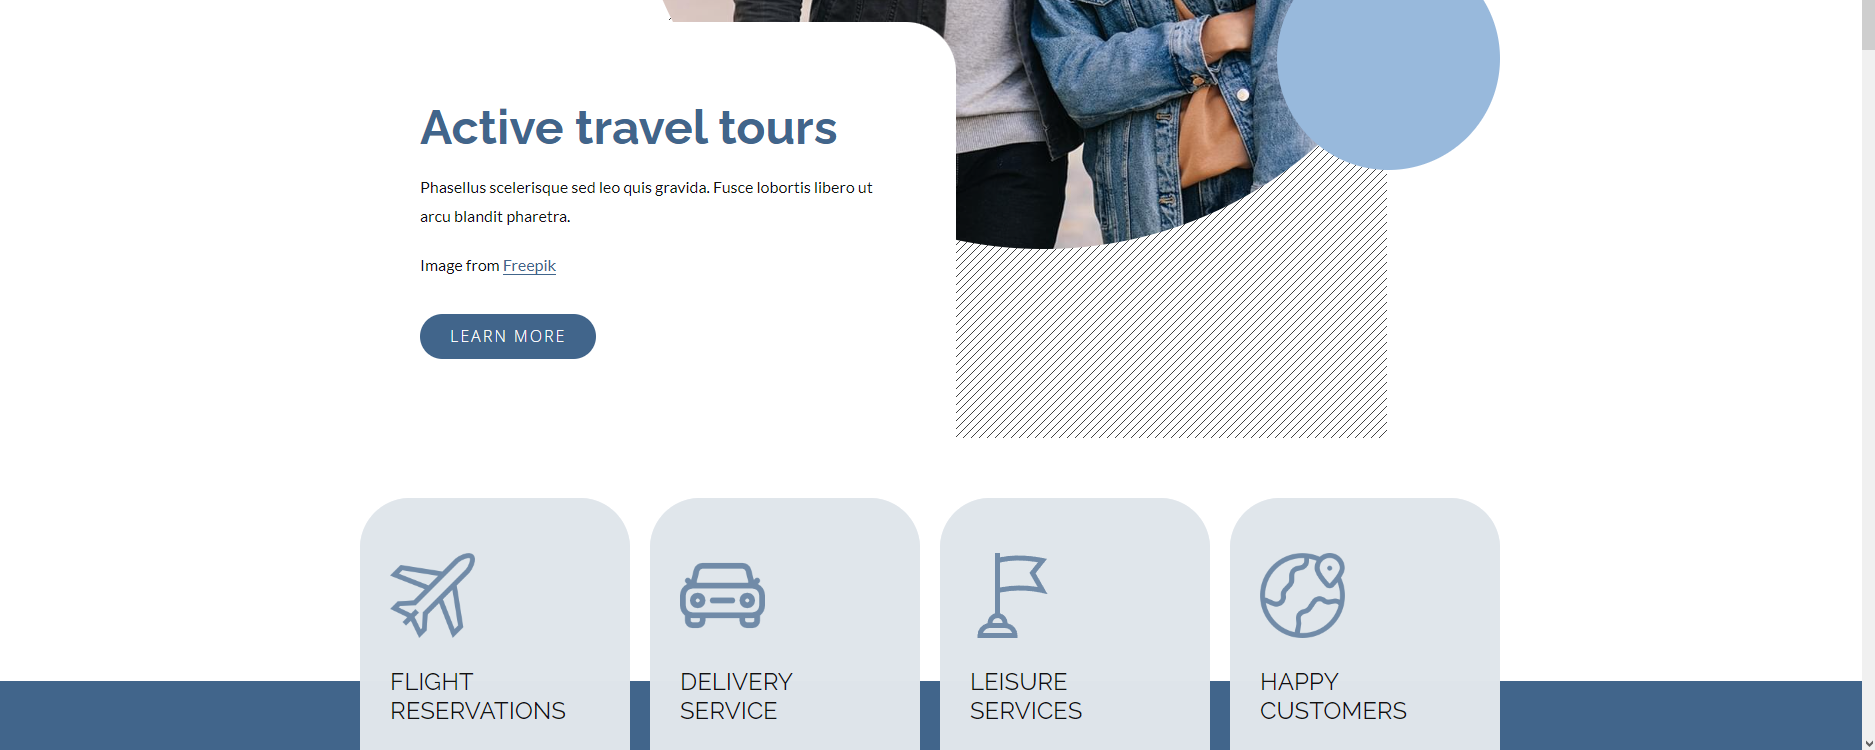 Active travel tours
Phasellus scelerisque sed leo quis gravida. Fusce lobortis libero ut
arcu blandit pharetra.
Image from Freepik
LEARN MORE
FLIGHT
RESERVATIONS
DELIVERY
SERVICE
LEISURE
SERVICES
HAPPY
CUSTOMERS